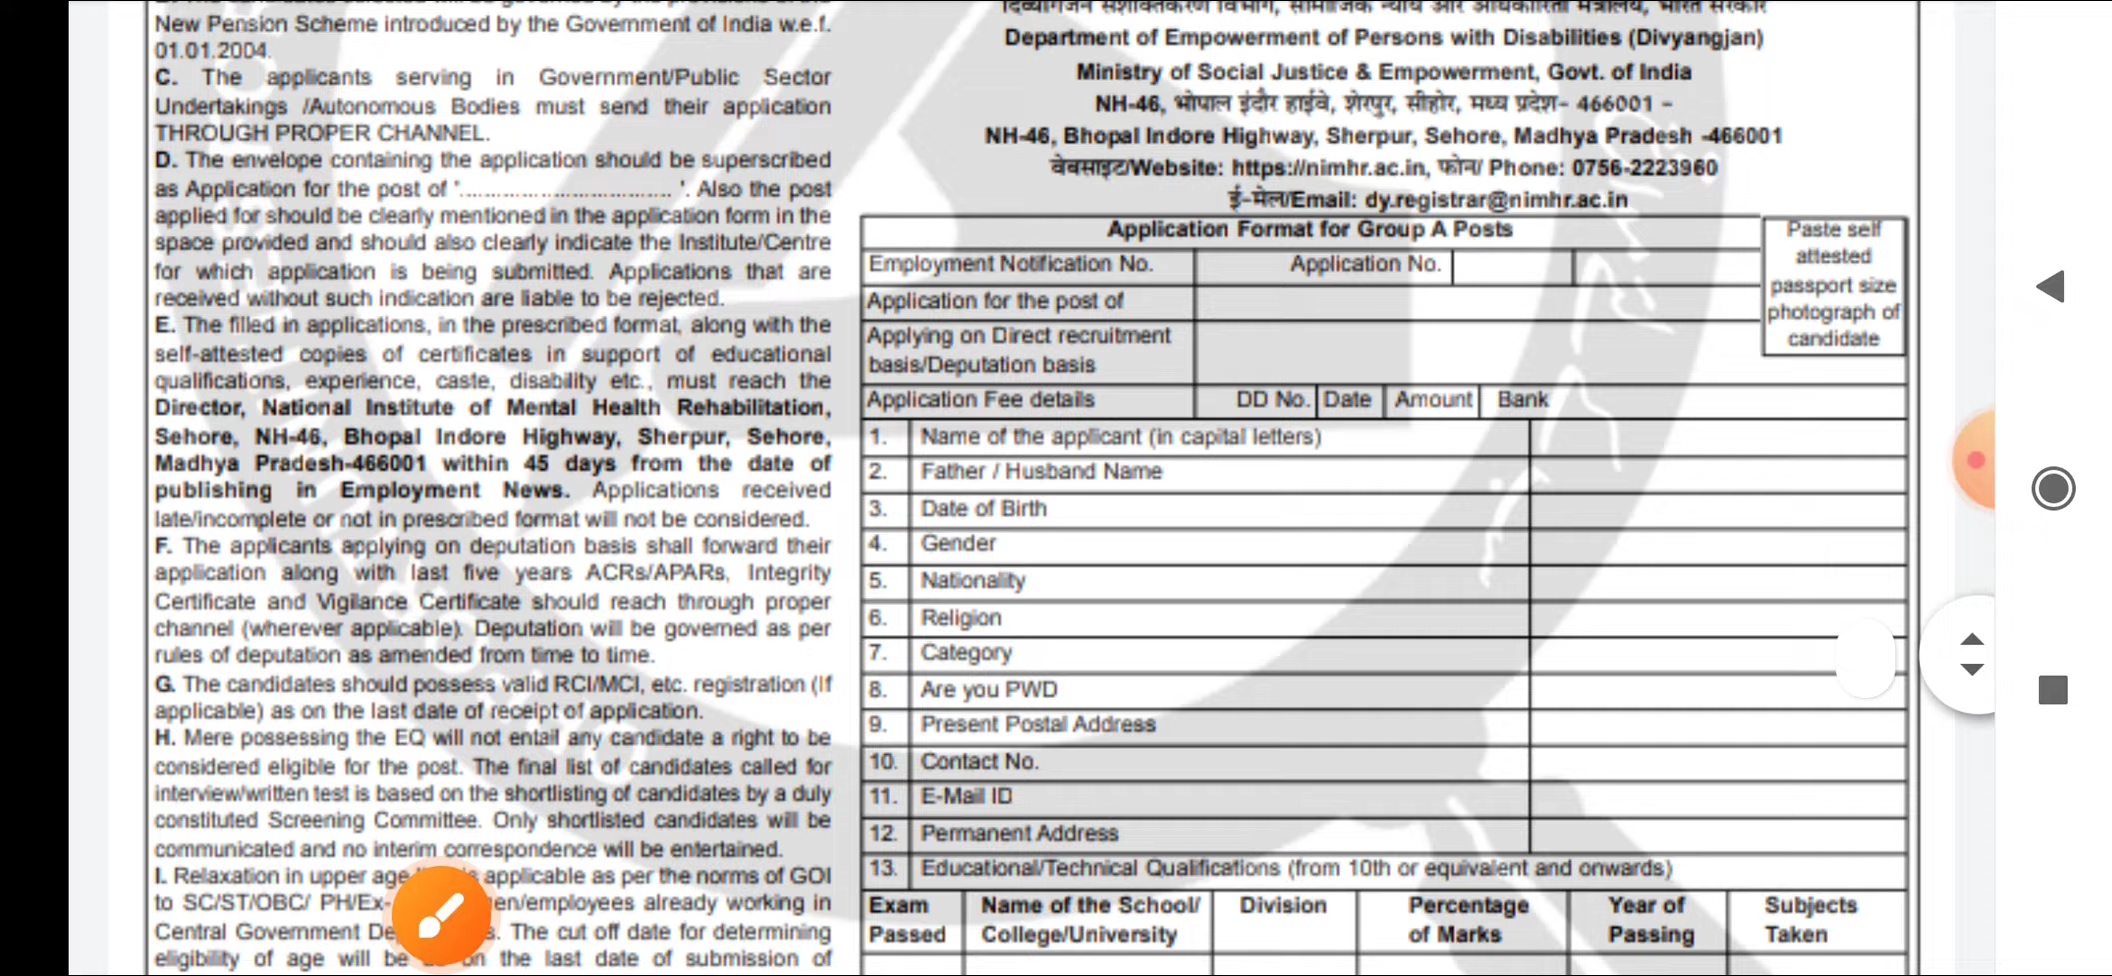 New Pension Scheme introduced by the Government of India w.e.f.
01.01.2004.
C. The applicants serving in Government/Public Sector
Undertakings /Autonomous Bodies must send their application
THROUGH PROPER CHANNEL.
D. The envelope containing the application should be superscribed
as Application for the post of '.................................. '. Also the post
applied for should be clearly mentioned in the application form in the
space provided and should also clearly indicate the Institute/Centre
for which application is being submitted. Applications that are
received without such indication are liable to be rejected.
E. The filled in applications, in the prescribed format, along with the
self-attested copies of certificates in support of educational
qualifications, experience, caste, disability etc., must reach the
Director, National Institute of Mental Health Rehabilitation,
Sehore, NH-46, Bhopal Indore Highway, Sherpur, Sehore,
Madhya Pradesh-466001 within 45 days from the date of
publishing in Employment News. Applications received
late/incomplete or not in prescribed format will not be considered.
F. The applicants applying on deputation basis shall forward their
application along with last five years ACRs/APARs, Integrity
Certificate and Vigilance Certificate should reach through proper
channel (wherever applicable). Deputation will be governed as per
rules of deputation as amended from time to time.
G. The candidates should possess valid RCI/MCI, etc. registration (If
applicable) as on the last date of receipt of application.
H. Mere possessing the EQ will not entail any candidate a right to be
considered eligible for the post. The final list of candidates called for
interview/written test is based on the shortlisting of candidates by a duly
constituted Screening Committee. Only shortlisted candidates will be
communicated and no interim correspondence will be entertained.
I. Relaxation in upper age applicable as per the norms of GOI
to SC/ST/OBC/ PH/Ex- en/employees already working in
Central Government De s. The cut off date for determining
eligibility of age will be on the last date of submission of
दिव्यांगजन सशक्तिकरण विभाग, सामाजिक न्याय और अधिकारिता मंत्रालय, भारत सरकार
Department of Empowerment of Persons with Disabilities (Divyangjan)
Ministry of Social Justice & Empowerment, Govt. of India
NH-46, भोपाल इंदौर हाईवे, शेरपुर, सीहोर, मध्य प्रदेश- 466001 -
NH-46, Bhopal Indore Highway, Sherpur, Sehore, Madhya Pradesh -466001
वेबसाइट/Website: https://nimhr.ac.in, फोन/ Phone: 0756-2223960
ई-मेल/Email: dy.registrar@nimhr.ac.in
Application Format for Group A Posts
Paste self
attested
passport size
photograph of
candidate
Employment Notification No. Application No.
Application for the post of
Applying on Direct recruitment
basis/Deputation basis
Application Fee details DD No. Date Amount Bank
1. Name of the applicant (in capital letters)
2. Father / Husband Name
3. Date of Birth
4. Gender
5. Nationality
6. Religion
7. Category
8. Are you PWD
9. Present Postal Address
10. Contact No.
11. E-Mail ID
12. Permanent Address
13. Educational/Technical Qualifications (from 10th or equivalent and onwards)
Exam Name of the School/ Division Percentage Year of Subjects
Passed College/University of Marks Passing Taken